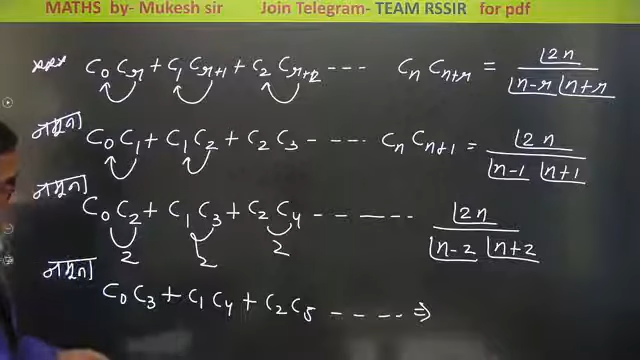 MATHS by- Mukesh sir Join Telegram- TEAM RSSIR for pdf
C₀Cᵣ + C₁Cᵣ₊₁ + C₂Cᵣ₊₂ --- CₙCₙ₊ᵣ = |2n / |n-r |n+r
नमूना C₀C₁ + C₁C₂ + C₂C₃ ---- CₙCₙ₊₁ = |2n / |n-1 |n+1
नमूना C₀C₂ + C₁C₃ + C₂C₄ ------ |2n / |n-2 |n+2
2 2 2
नमूना C₀C₃ + C₁C₄ + C₂C₅ ---- ⇒